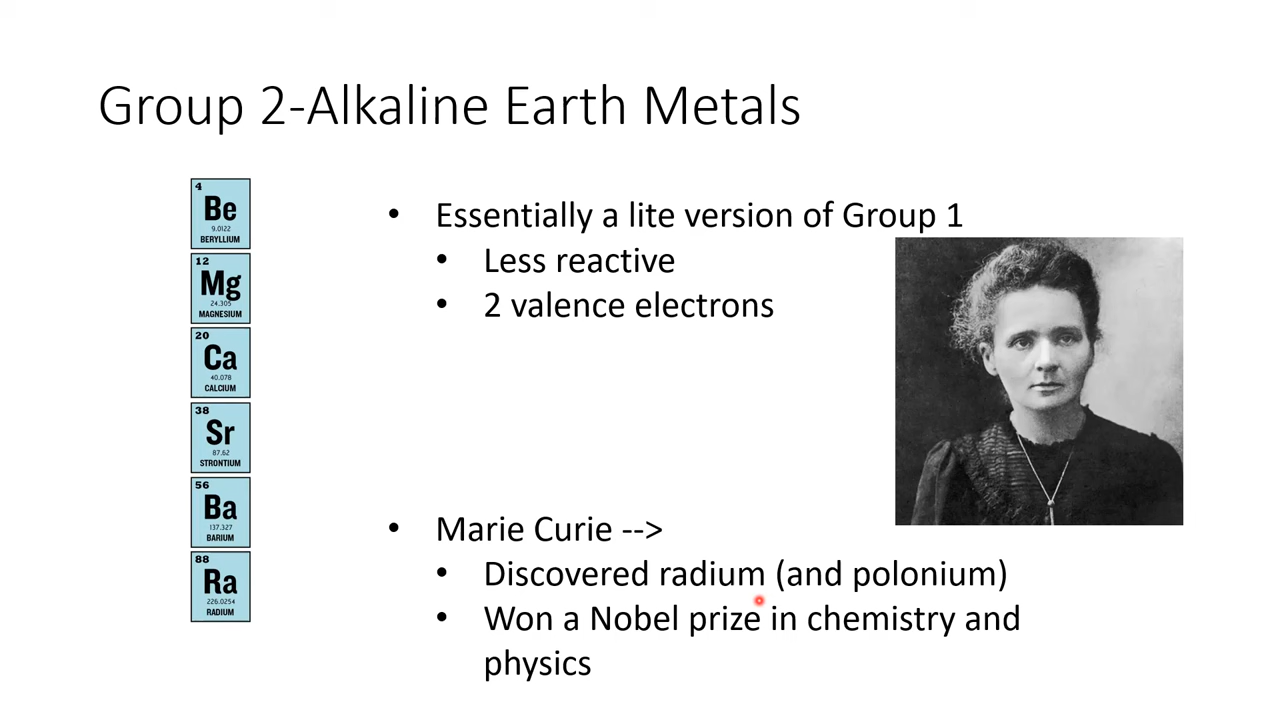 Group 2-Alkaline Earth Metals
4
Be
9.0122
BERYLLIUM
12
Mg
24.305
MAGNESIUM
20
Ca
40.078
CALCIUM
38
Sr
87.62
STRONTIUM
56
Ba
137.327
BARIUM
88
Ra
226.0254
RADIUM
• Essentially a lite version of Group 1
• Less reactive
• 2 valence electrons
• Marie Curie -->
• Discovered radium (and polonium)
• Won a Nobel prize in chemistry and
physics